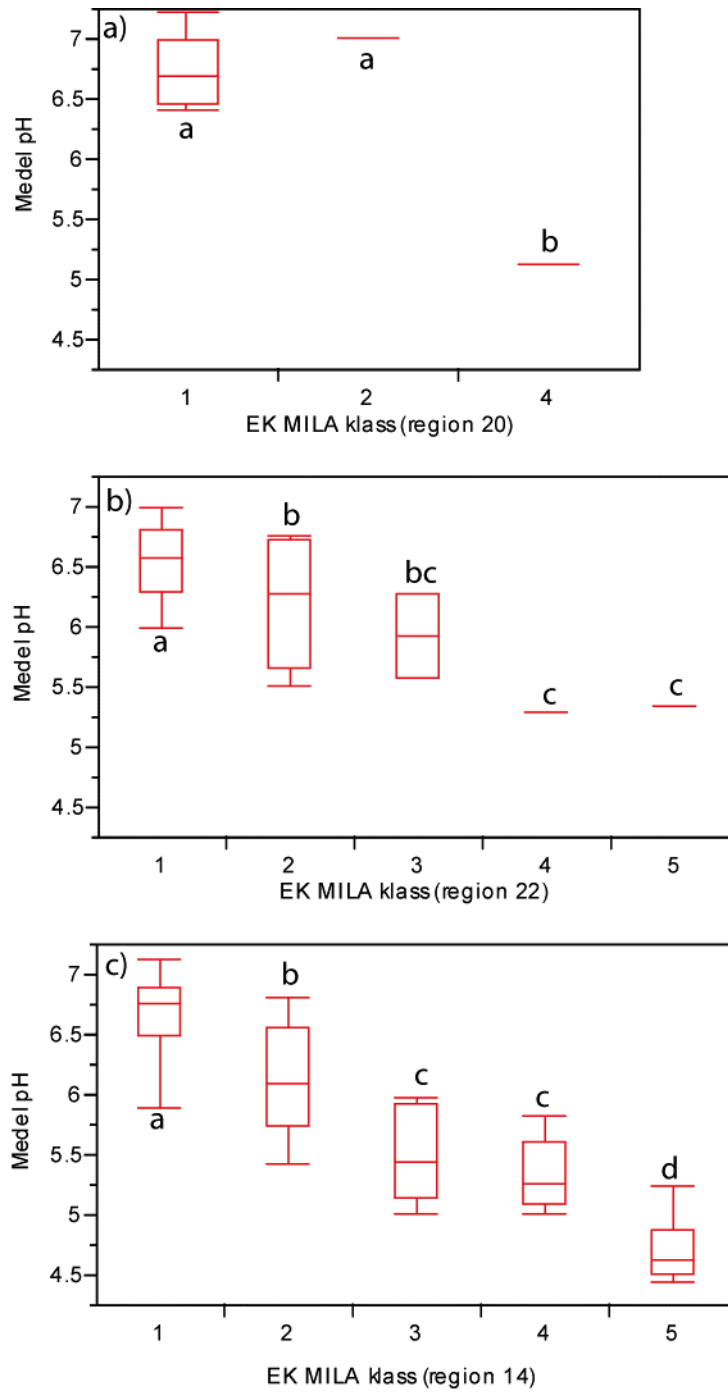 a)
Medel pH
7
6.5
6
5.5
5
4.5
a
a
b
1 2 4
EK MILA klass (region 20)
b)
Medel pH
7
6.5
6
5.5
5
4.5
a
b
bc
c
c
1 2 3 4 5
EK MILA klass (region 22)
c)
Medel pH
7
6.5
6
5.5
5
4.5
a
b
c
c
d
1 2 3 4 5
EK MILA klass (region 14)